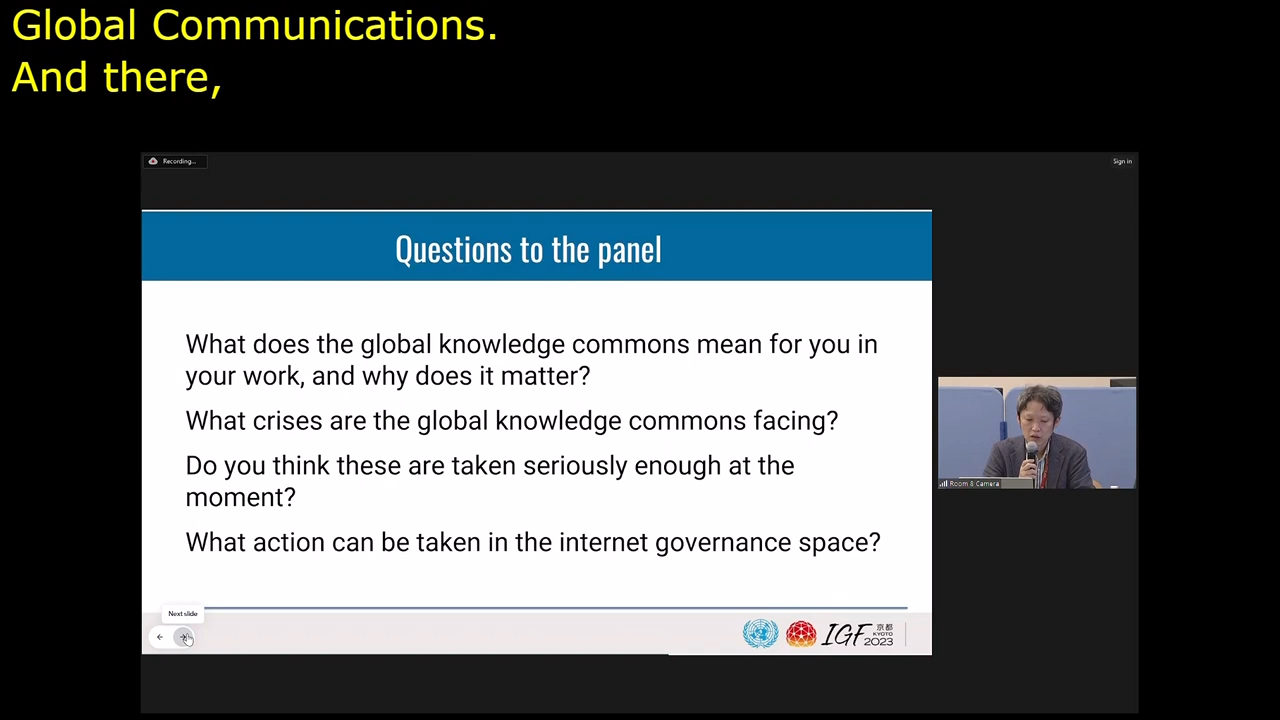 Global Communications.
And there,
Recording...
Sign in
Questions to the panel
What does the global knowledge commons mean for you in
your work, and why does it matter?
What crises are the global knowledge commons facing?
Do you think these are taken seriously enough at the
moment?
What action can be taken in the internet governance space?
Room 8 Camera
Next slide
IGF 京都
KYOTO
2023